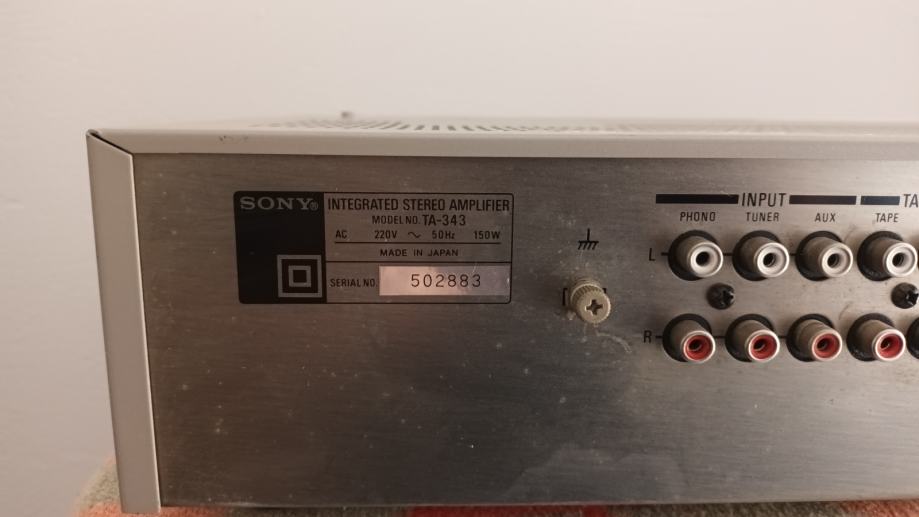 SONY®
INTEGRATED STEREO AMPLIFIER
MODEL NO. TA-343
AC 220V ~ 50Hz 150W
MADE IN JAPAN
SERIAL NO. 502883
INPUT TA
PHONO TUNER AUX TAPE
L
R